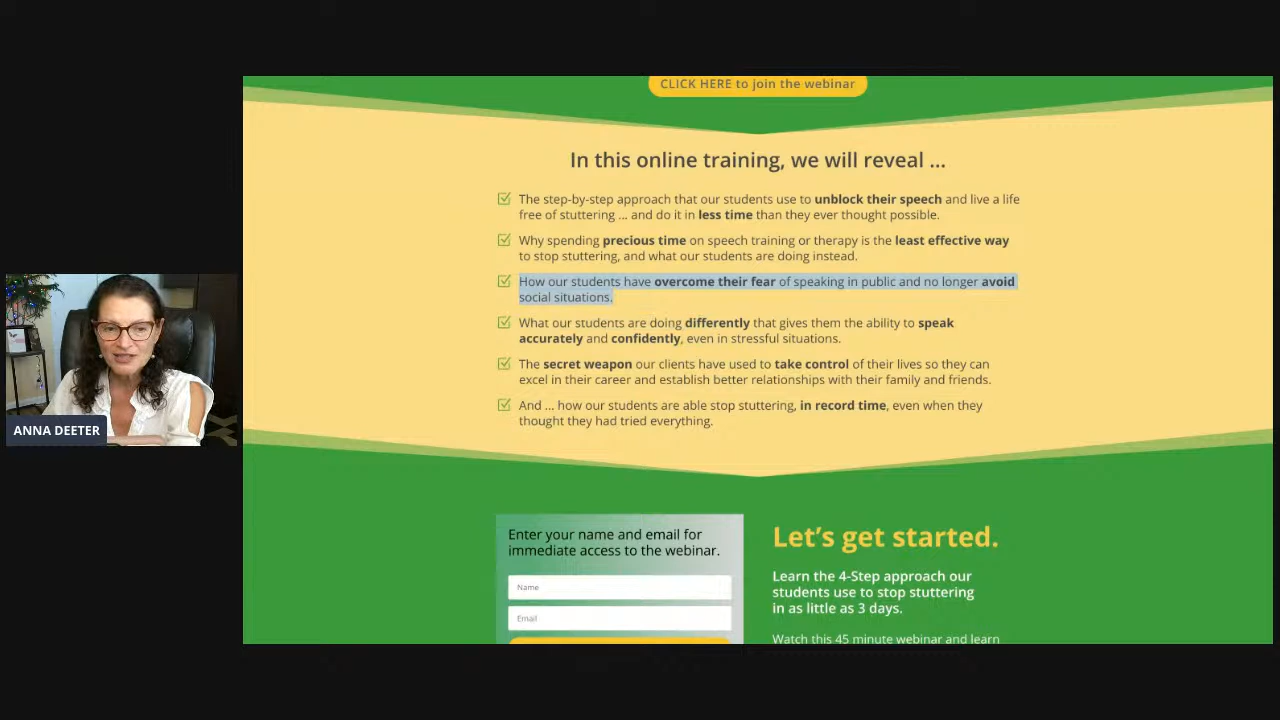 CLICK HERE to join the webinar
In this online training, we will reveal ...
The step-by-step approach that our students use to unblock their speech and live a life
free of stuttering ... and do it in less time than they ever thought possible.
Why spending precious time on speech training or therapy is the least effective way
to stop stuttering, and what our students are doing instead.
How our students have overcome their fear of speaking in public and no longer avoid
social situations.
What our students are doing differently that gives them the ability to speak
accurately and confidently, even in stressful situations.
The secret weapon our clients have used to take control of their lives so they can
excel in their career and establish better relationships with their family and friends.
And ... how our students are able stop stuttering, in record time, even when they
thought they had tried everything.
ANNA DEETER
Enter your name and email for
immediate access to the webinar.
Name
Email
Let's get started.
Learn the 4-Step approach our
students use to stop stuttering
in as little as 3 days.
Watch this 45 minute webinar and learn